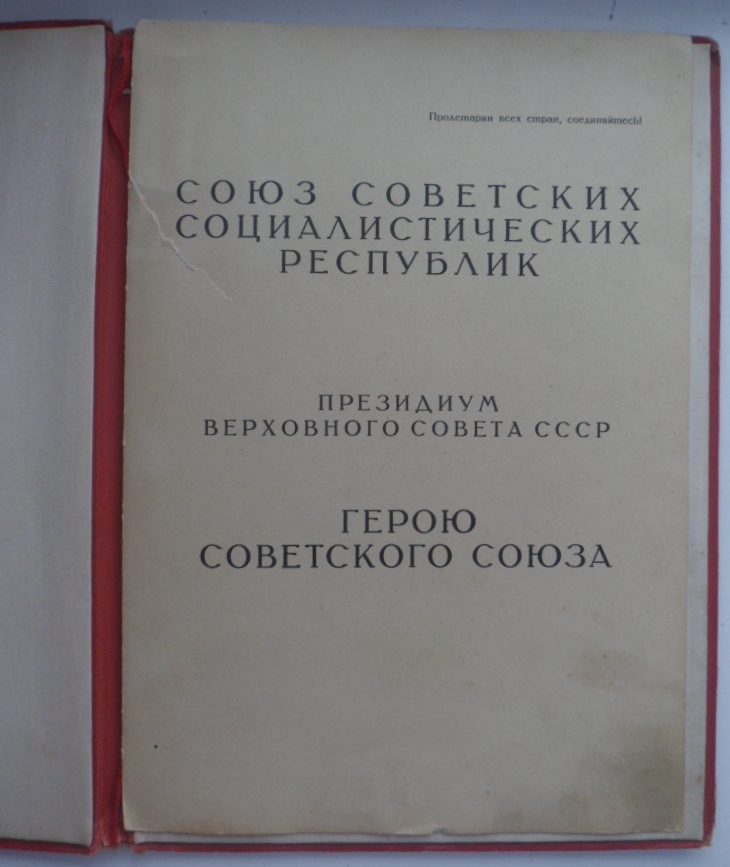 Пролетарии всех стран, соединяйтесь!
СОЮЗ СОВЕТСКИХ
СОЦИАЛИСТИЧЕСКИХ
РЕСПУБЛИК
ПРЕЗИДИУМ
ВЕРХОВНОГО СОВЕТА СССР
ГЕРОЮ
СОВЕТСКОГО СОЮЗА